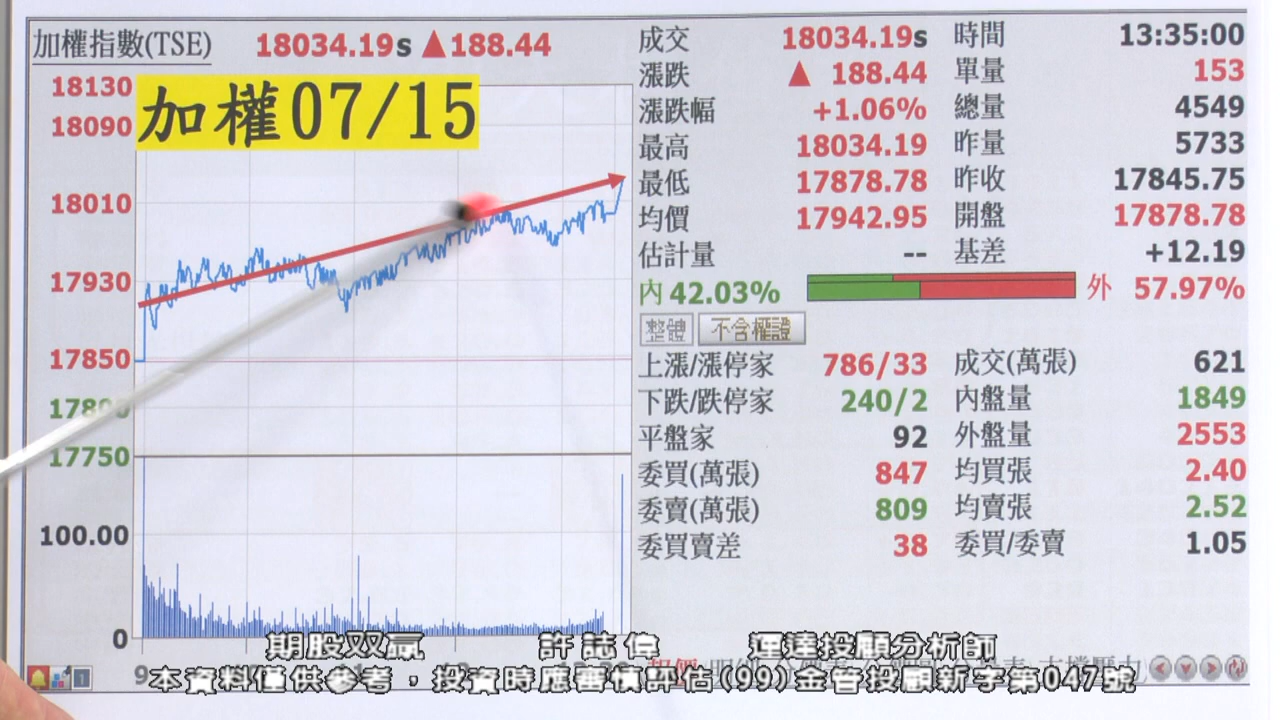 加權指數(TSE) 18034.19s ▲188.44
加權07/15
18130
18090
18010
17930
17850
17750
100.00
0
成交 18034.19s 時間 13:35:00
漲跌 ▲ 188.44 單量 153
漲跌幅 +1.06% 總量 4549
最高 18034.19 昨量 5733
最低 17878.78 昨收 17845.75
均價 17942.95 開盤 17878.78
估計量 -- 基差 +12.19
內 42.03% 外 57.97%
整體 不含權證
上漲/漲停家 786/33 成交(萬張) 621
下跌/跌停家 240/2 內盤量 1849
平盤家 92 外盤量 2553
委買(萬張) 847 均買張 2.40
委賣(萬張) 809 均賣張 2.52
委買賣差 38 委買/委賣 1.05
期股双贏 許誌偉 運達投顧分析師
本資料僅供參考，投資時應審慎評估(99)金管投顧新字第047號